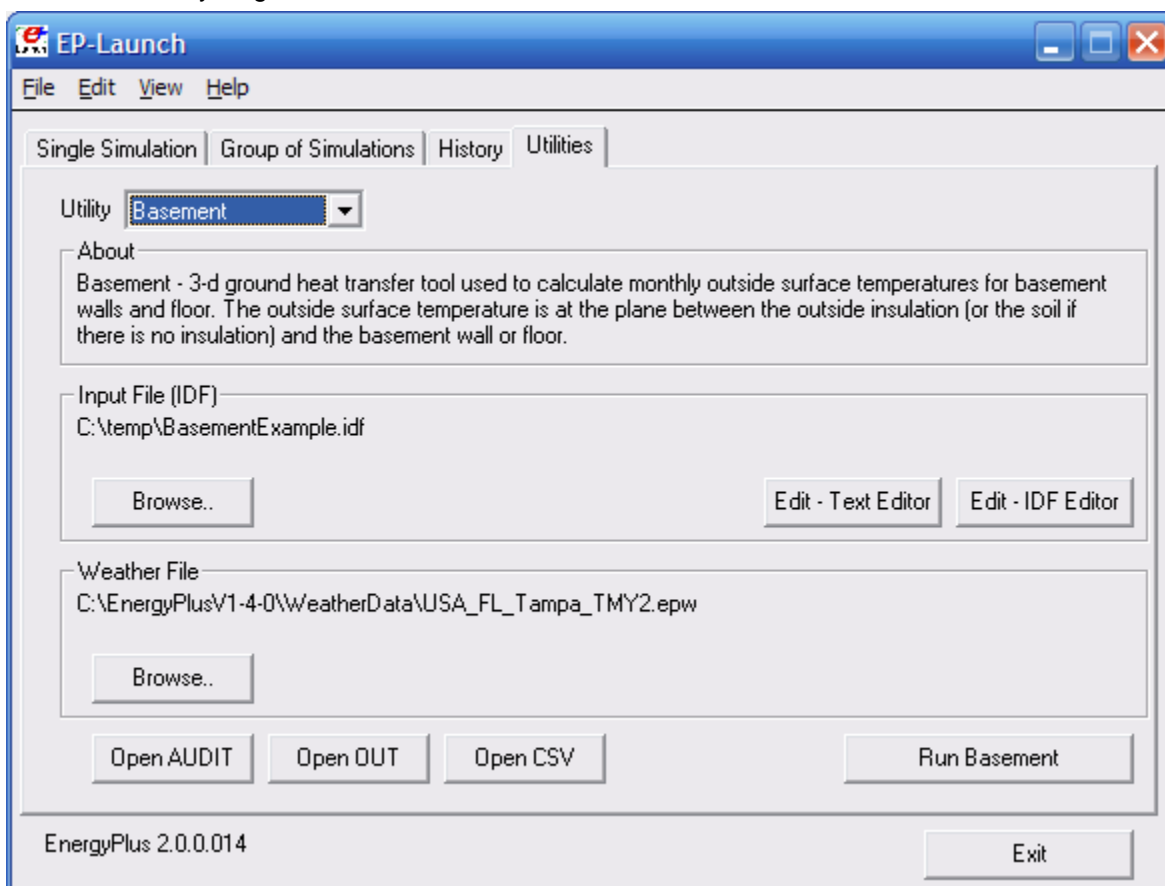 EP-Launch
File Edit View Help
Single Simulation Group of Simulations History Utilities
Utility Basement
About
Basement - 3-d ground heat transfer tool used to calculate monthly outside surface temperatures for basement
walls and floor. The outside surface temperature is at the plane between the outside insulation (or the soil if
there is no insulation) and the basement wall or floor.
Input File (IDF)
C:\temp\BasementExample.idf
Browse.. Edit - Text Editor Edit - IDF Editor
Weather File
C:\EnergyPlusV1-4-0\WeatherData\USA_FL_Tampa_TMY2.epw
Browse..
Open AUDIT Open OUT Open CSV Run Basement
EnergyPlus 2.0.0.014 Exit